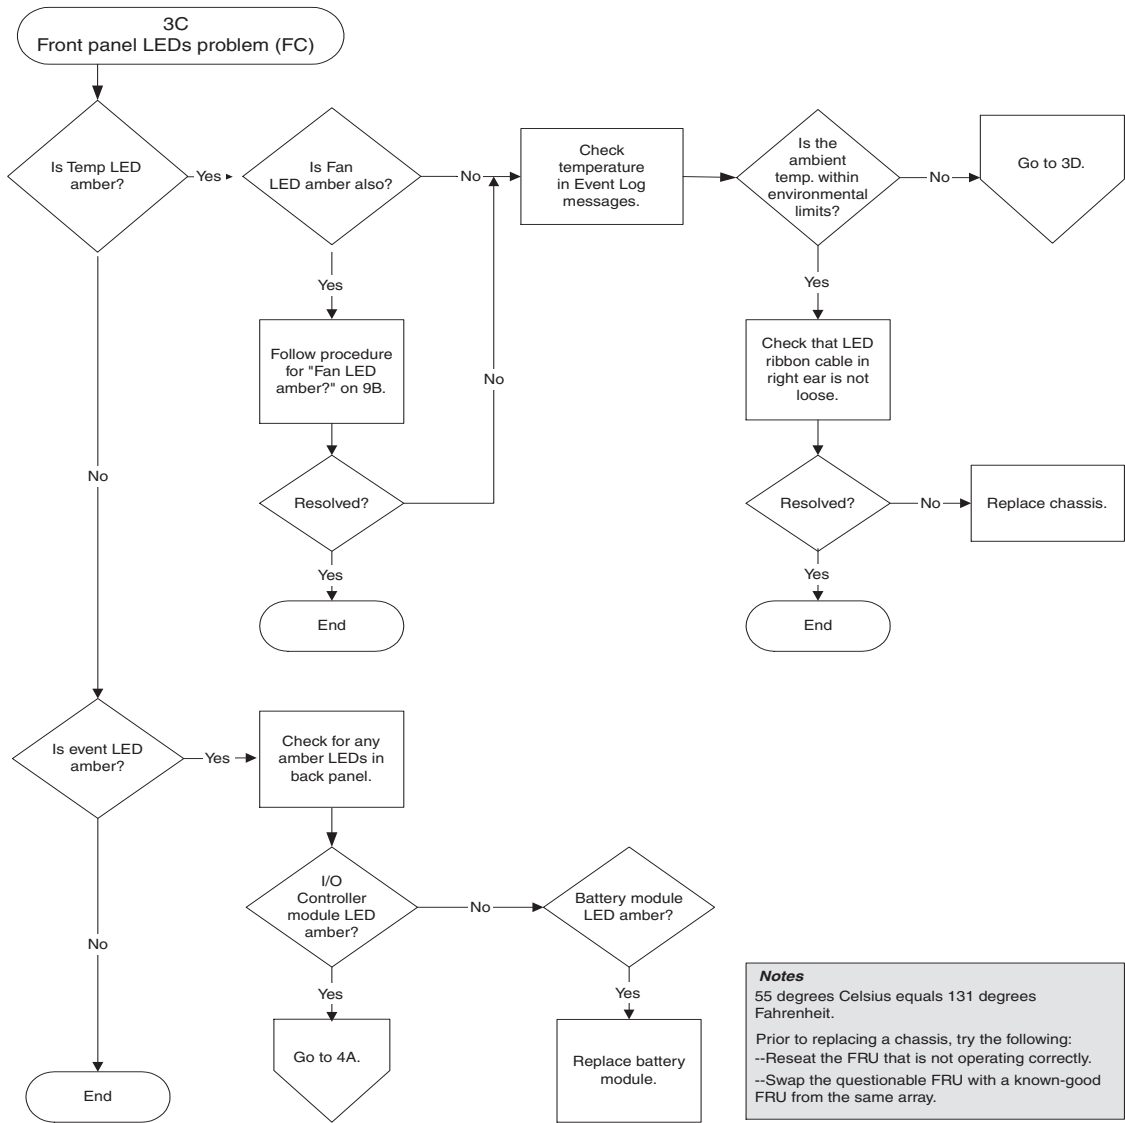 3C
Front panel LEDs problem (FC)
Is Temp LED
amber?
Yes
Is Fan
LED amber also?
No
Check
temperature
in Event Log
messages.
Is the
ambient
temp. within
environmental
limits?
No
Go to 3D.
Yes
Follow procedure
for "Fan LED
amber?" on 9B.
No
Yes
Check that LED
ribbon cable in
right ear is not
loose.
No
Resolved?
Yes
End
Resolved?
No
Replace chassis.
Yes
End
Is event LED
amber?
Yes
Check for any
amber LEDs in
back panel.
No
I/O
Controller
module LED
amber?
No
Battery module
LED amber?
Yes
Go to 4A.
Yes
Replace battery
module.
End
Notes
55 degrees Celsius equals 131 degrees
Fahrenheit.
Prior to replacing a chassis, try the following:
--Reseat the FRU that is not operating correctly.
--Swap the questionable FRU with a known-good
FRU from the same array.